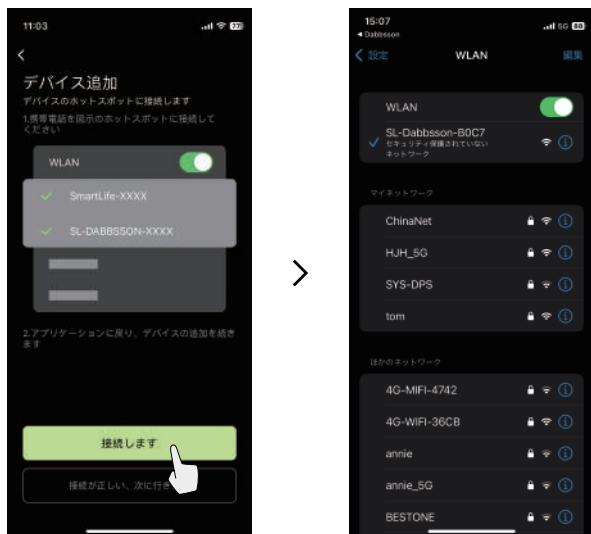 11:03
77
デバイス追加
デバイスのホットスポットに接続します
1.携帯電話を図示のホットスポットに接続して
ください
WLAN
SmartLife-XXXX
SL-DABBSSON-XXXX
2.アプリケーションに戻り、デバイスの追加を続き
ます
接続します
接続が正しい、次に行き
15:07
Dabbsson
5G 88
設定
WLAN
編集
WLAN
SL-Dabbsson-B0C7
セキュリティ保護されていない
ネットワーク
マイネットワーク
ChinaNet
HJH_5G
SYS-DPS
tom
ほかのネットワーク
4G-MIFI-4742
4G-WIFI-36CB
annie
annie_5G
BESTONE